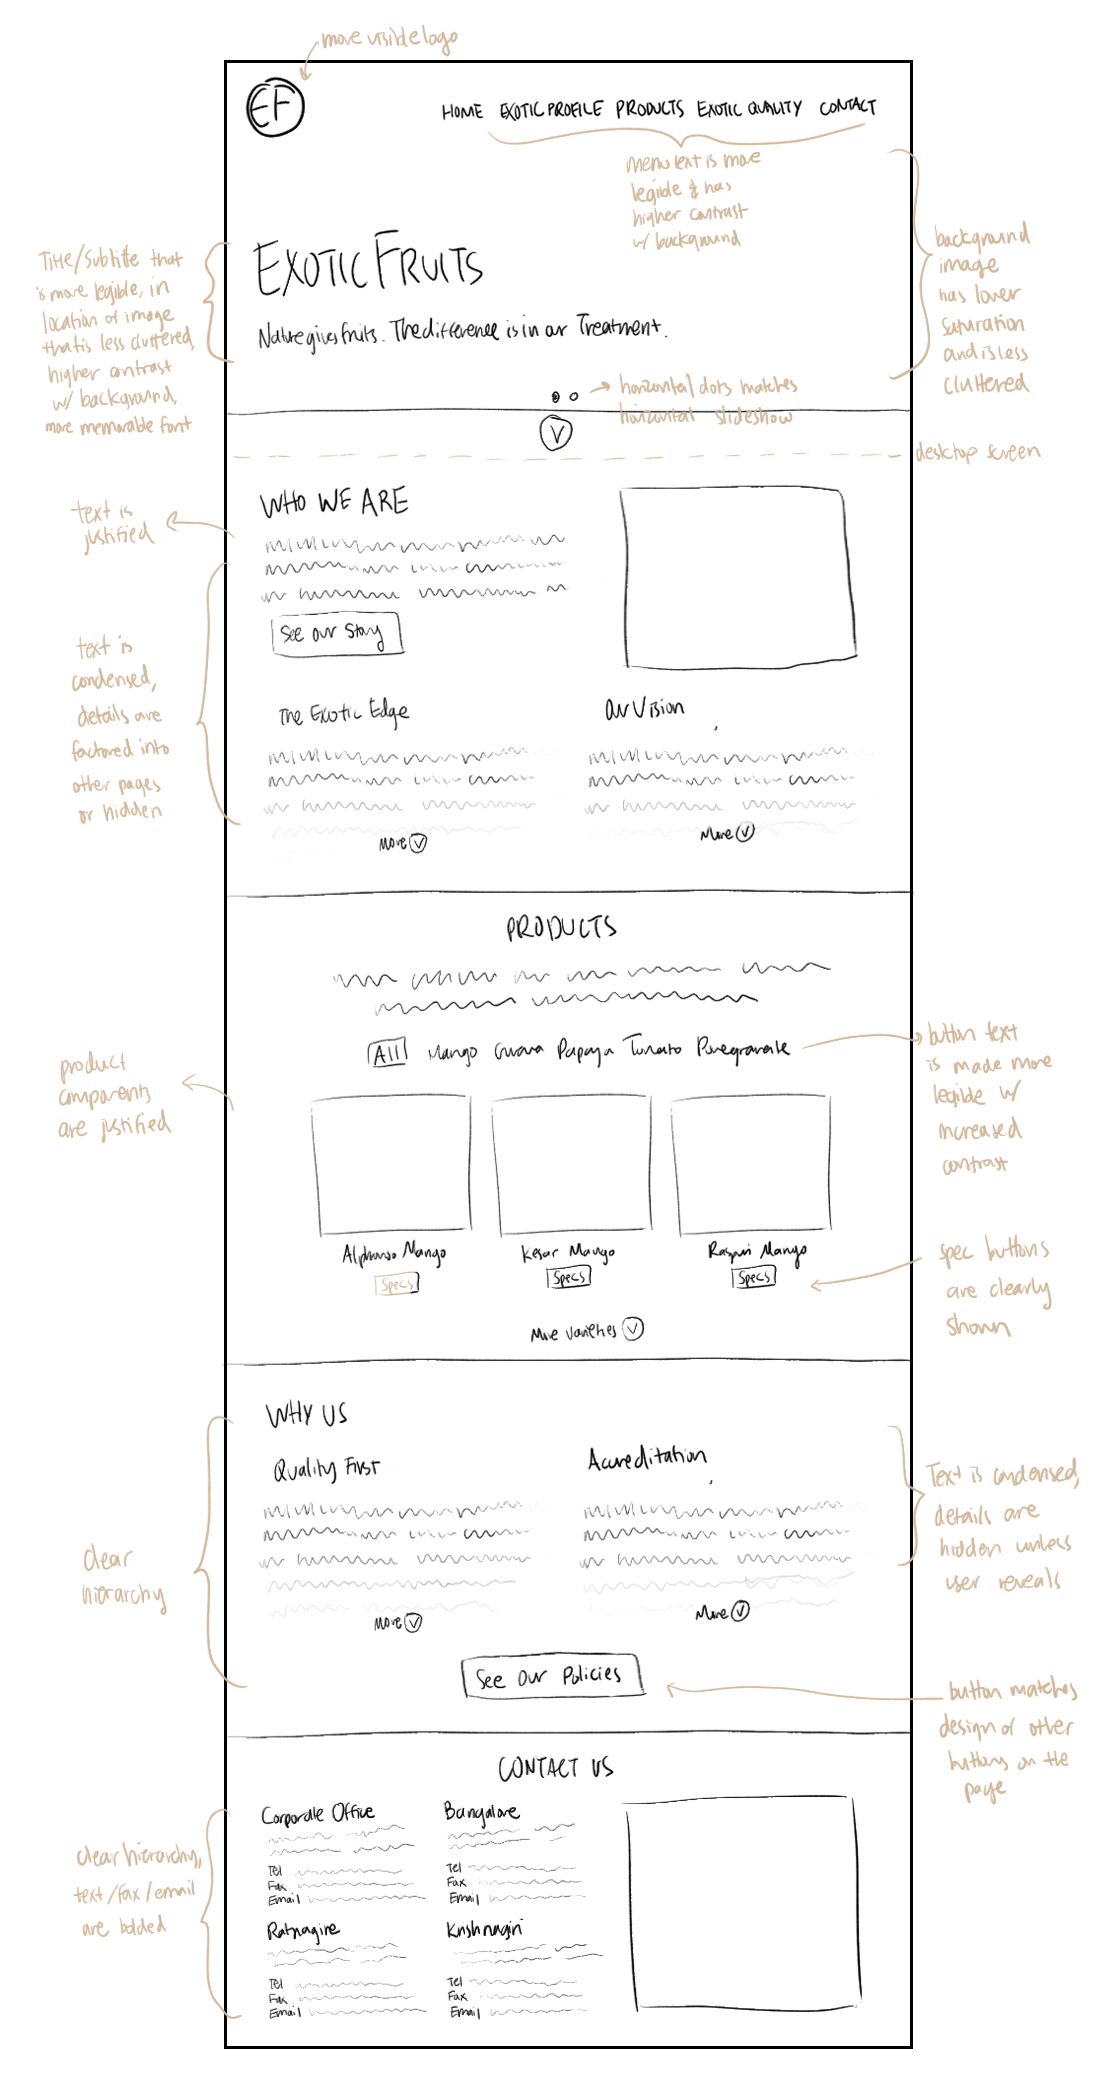 more visible logo
EF
HOME EXOTIC PROFILE PRODUCTS EXOTIC QUALITY CONTACT
menu text is more
legible & has
higher contrast
w/ background
background
image
has lower
saturation
and is less
cluttered
Title/Subtitle that
is more legible, in
location of image
that is less cluttered,
higher contrast
w/ background,
more memorable font
EXOTIC FRUITS
Nature gives fruits. The difference is in our Treatment.
horizontal dots matches
horizontal slideshow
V
desktop screen
text is
justified
WHO WE ARE
See our Story
text is
condensed,
details are
factored into
other pages
or hidden
The Exotic Edge
Our Vision
More V
More V
PRODUCTS
All Mango Guava Papaya Tomato Pomegranate
button text
is made more
legible w/
increased
contrast
product
components
are justified
Alphonso Mango
Kesar Mango
Raspuri Mango
Specs
Specs
Specs
spec buttons
are clearly
shown
More varieties V
WHY US
Quality First
Accreditation
clear
hierarchy
Text is condensed,
details are
hidden unless
user reveals
More V
More V
See Our Policies
button matches
design of other
buttons on the
page
CONTACT US
Corporate Office
Bangalore
Tel
Fax
Email
Tel
Fax
Email
clear hierarchy,
text/fax/email
are bolded
Ratnagire
Krishnagiri
Tel
Fax
Email
Tel
Fax
Email